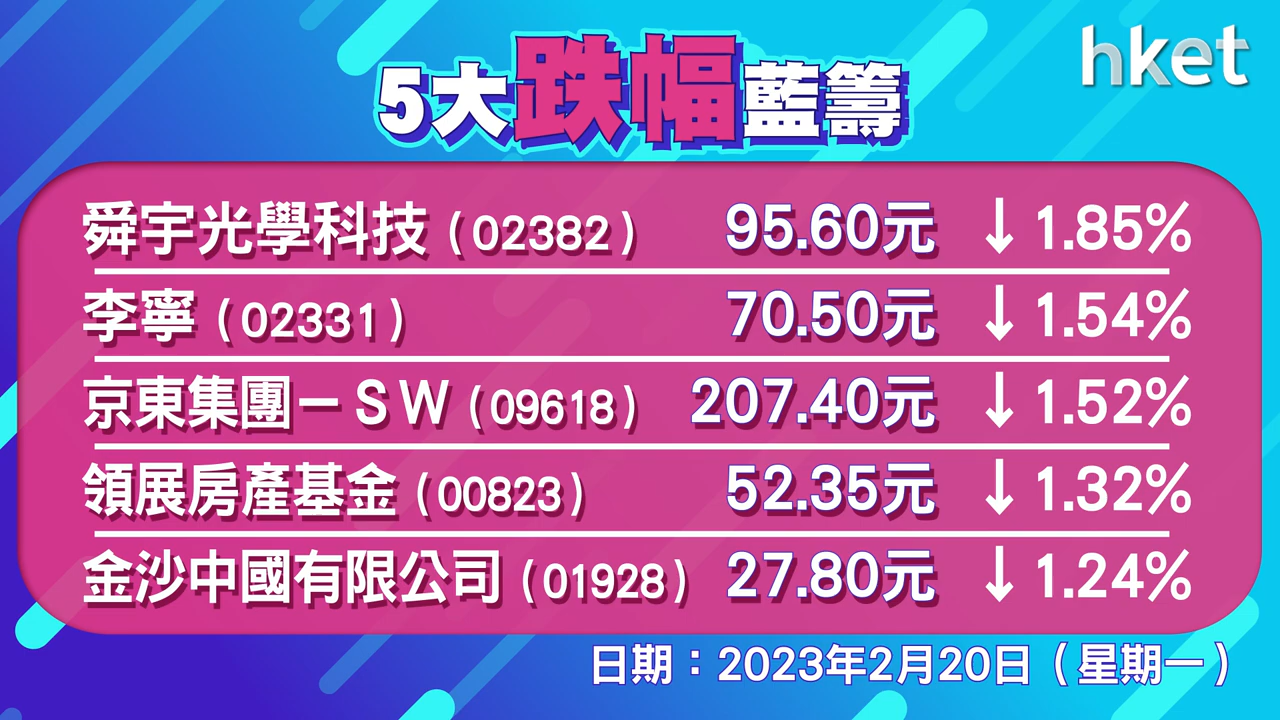 hket
5大跌幅藍籌
舜宇光學科技（02382） 95.60元 ↓1.85%
李寧（02331） 70.50元 ↓1.54%
京東集團－ＳＷ（09618） 207.40元 ↓1.52%
領展房產基金（00823） 52.35元 ↓1.32%
金沙中國有限公司（01928） 27.80元 ↓1.24%
日期：2023年2月20日（星期一）